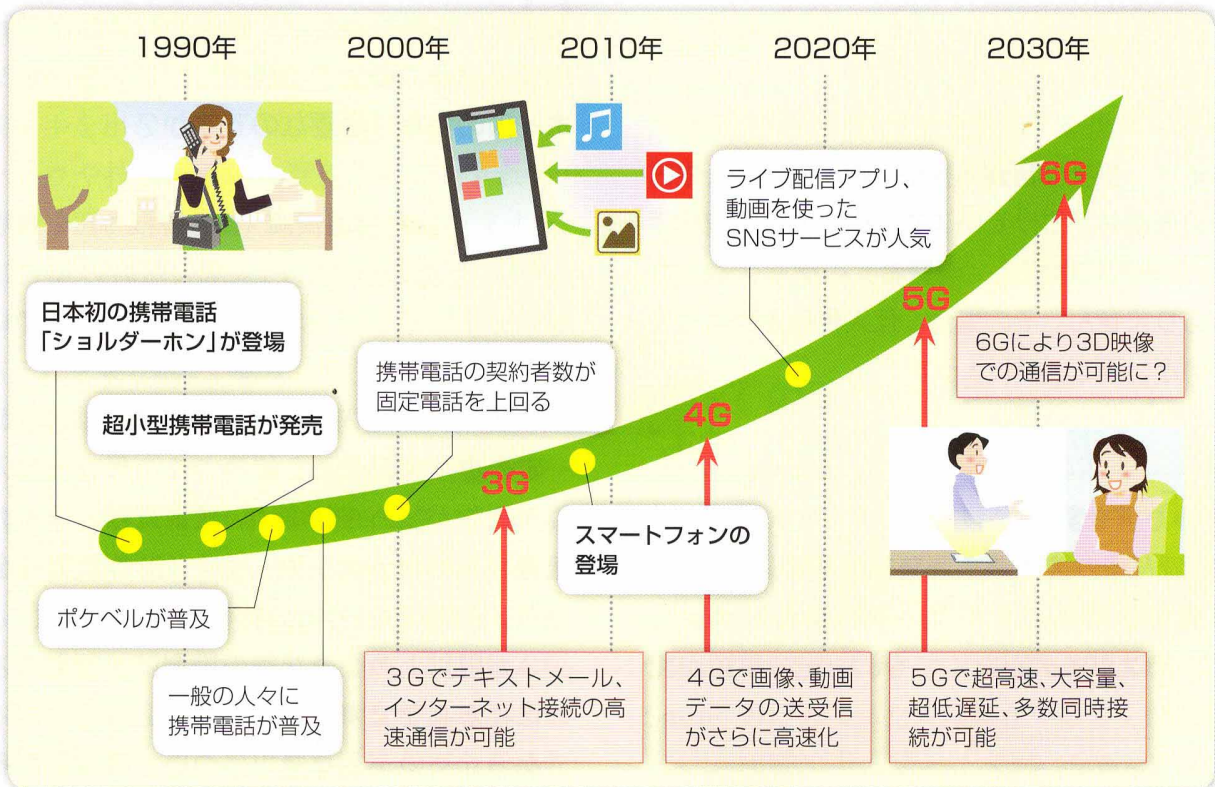 1990年
2000年
2010年
2020年
2030年
日本初の携帯電話
「ショルダーホン」が登場
超小型携帯電話が発売
ポケベルが普及
一般の人々に
携帯電話が普及
携帯電話の契約者数が
固定電話を上回る
3G
3Gでテキストメール、
インターネット接続の高
速通信が可能
スマートフォンの
登場
4G
4Gで画像、動画
データの送受信
がさらに高速化
ライブ配信アプリ、
動画を使った
SNSサービスが人気
5G
5Gで超高速、大容量、
超低遅延、多数同時接
続が可能
6G
6Gにより3D映像
での通信が可能に？